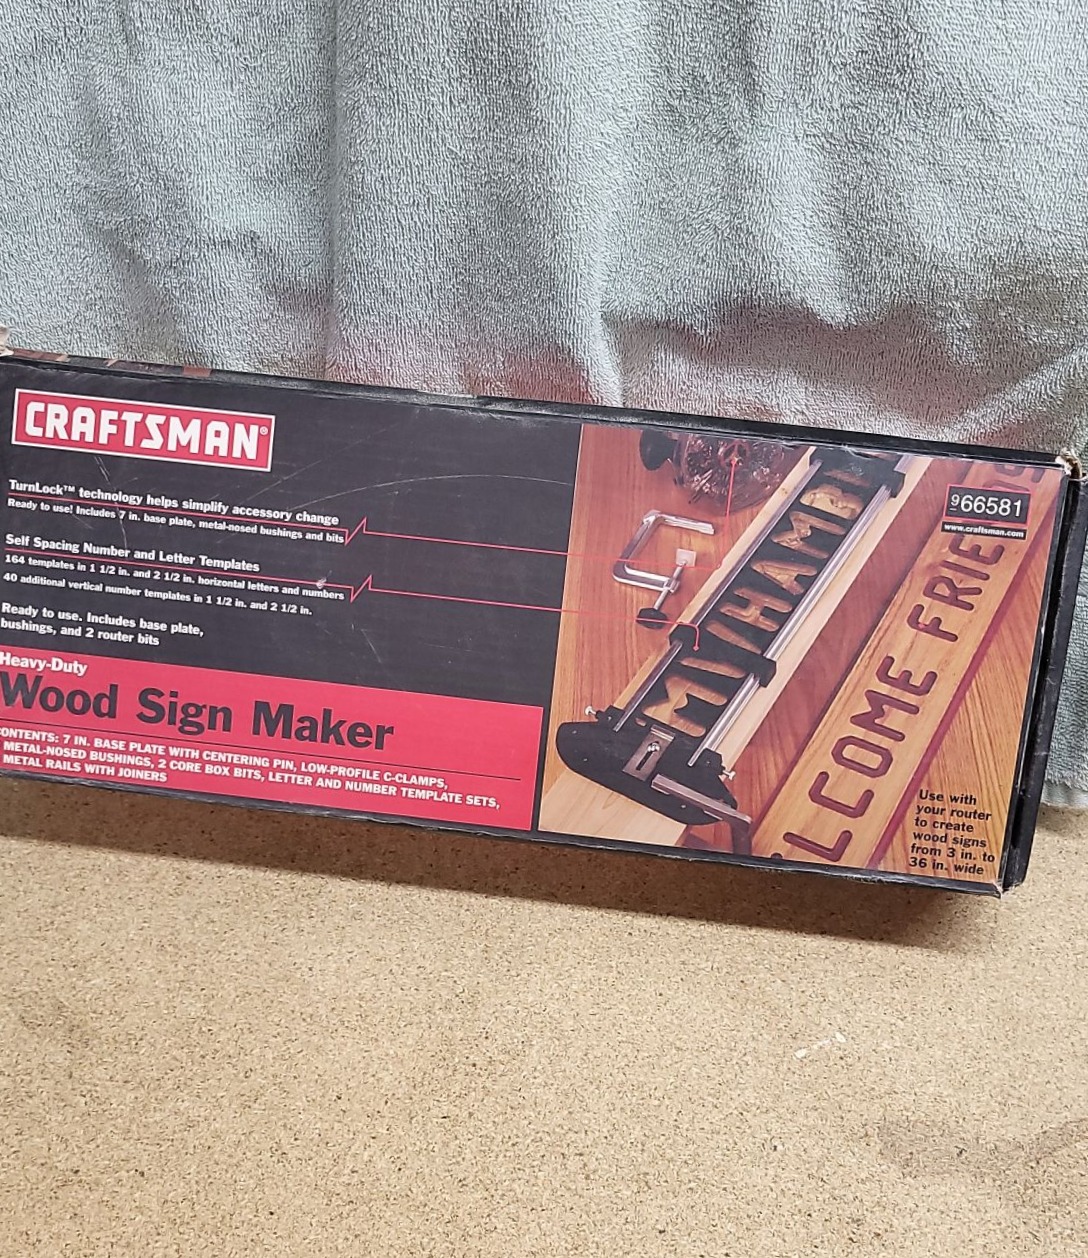 CRAFTSMAN®
TurnLock™ technology helps simplify accessory change
Ready to use! Includes 7 in. base plate, metal-nosed bushings and bits
Self Spacing Number and Letter Templates
164 templates in 1 1/2 in. and 2 1/2 in. horizontal letters and numbers
40 additional vertical number templates in 1 1/2 in. and 2 1/2 in.
Ready to use. Includes base plate,
bushings, and 2 router bits
Heavy-Duty
Wood Sign Maker
CONTENTS: 7 IN. BASE PLATE WITH CENTERING PIN, LOW-PROFILE C-CLAMPS,
METAL-NOSED BUSHINGS, 2 CORE BOX BITS, LETTER AND NUMBER TEMPLATE SETS,
METAL RAILS WITH JOINERS
966581
www.craftsman.com
LCOME FRIE
Use with
your router
to create
wood signs
from 3 in. to
36 in. wide